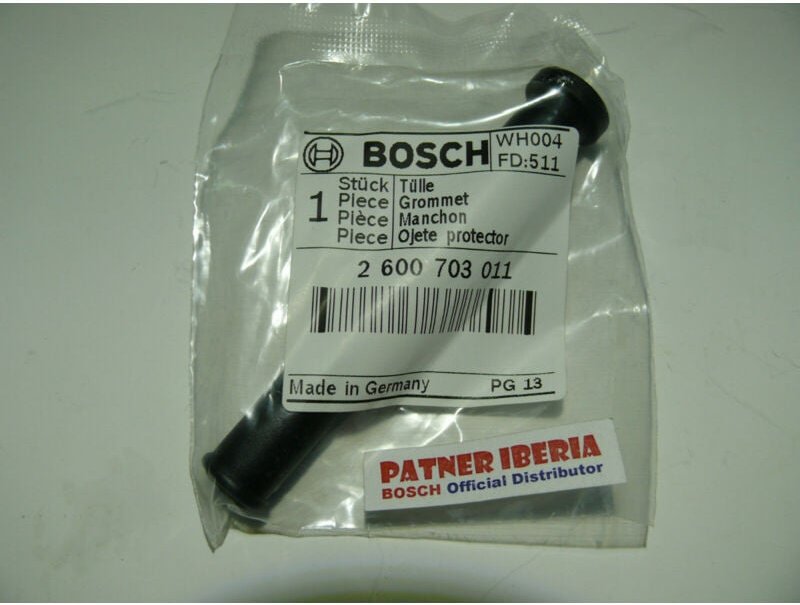 BOSCH
WH004
FD:511
1
Stück Tülle
Piece Grommet
Pièce Manchon
Piece Ojete protector
2 600 703 011
Made in Germany PG 13
PATNER IBERIA
BOSCH Official Distributor